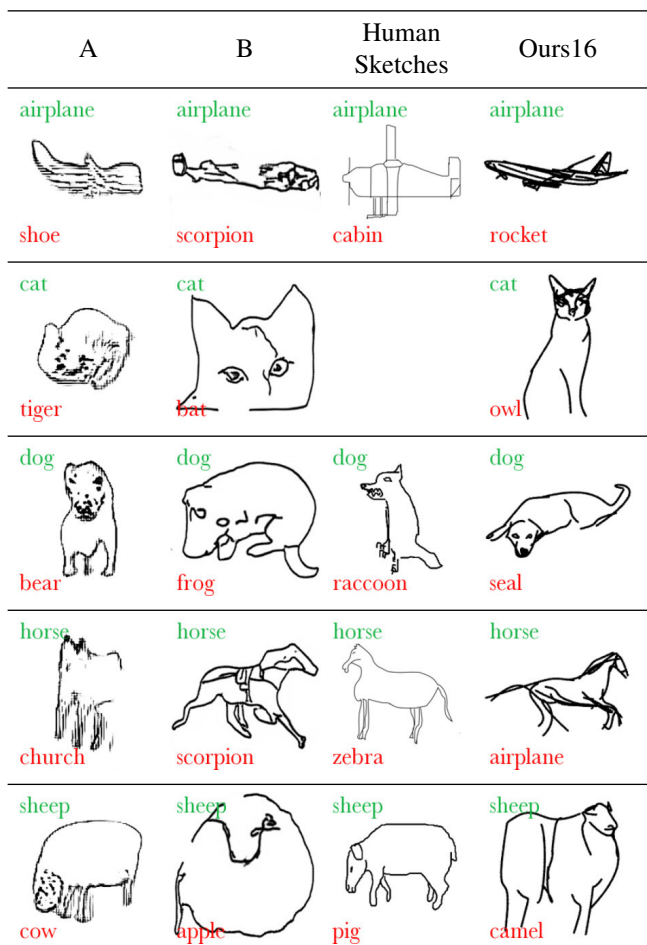 A B Human Sketches Ours16
airplane airplane airplane airplane
shoe scorpion cabin rocket
cat cat cat
tiger bat owl
dog dog dog dog
bear frog raccoon seal
horse horse horse horse
church scorpion zebra airplane
sheep sheep sheep sheep
cow apple pig camel